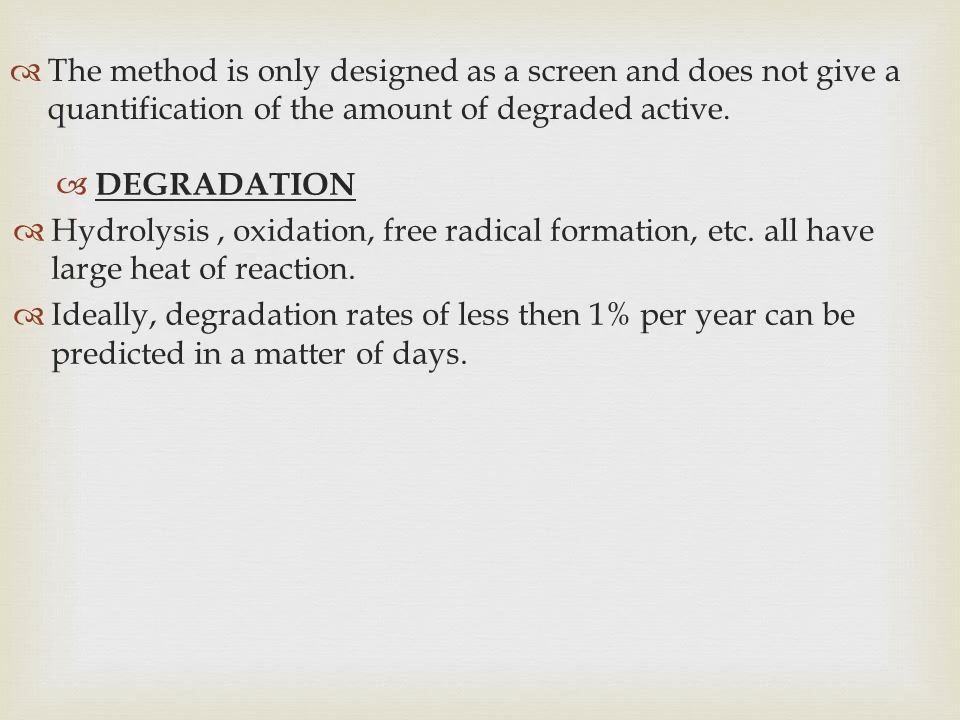 The method is only designed as a screen and does not give a
quantification of the amount of degraded active.
DEGRADATION
Hydrolysis , oxidation, free radical formation, etc. all have
large heat of reaction.
Ideally, degradation rates of less then 1% per year can be
predicted in a matter of days.